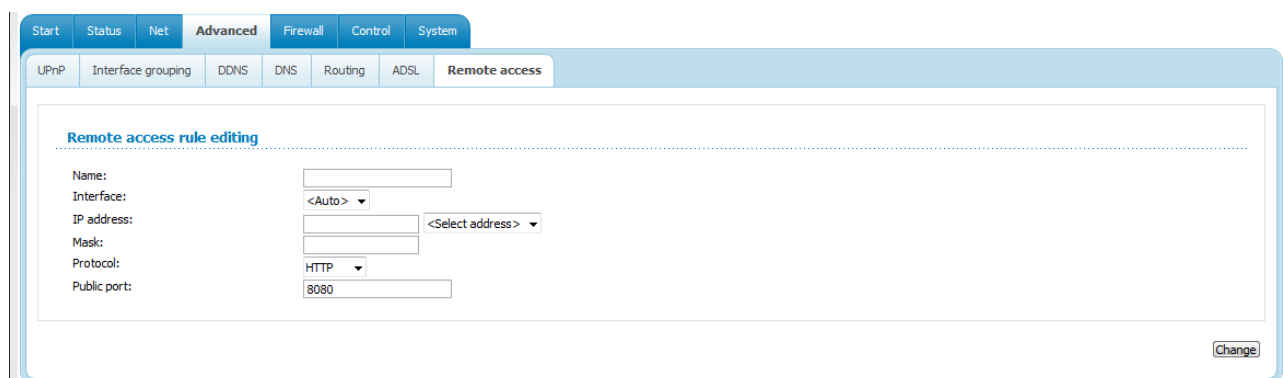 Start Status Net Advanced Firewall Control System
UPnP Interface grouping DDNS DNS Routing ADSL Remote access
Remote access rule editing
Name:
Interface: <Auto>
IP address: <Select address>
Mask:
Protocol: HTTP
Public port: 8080
Change